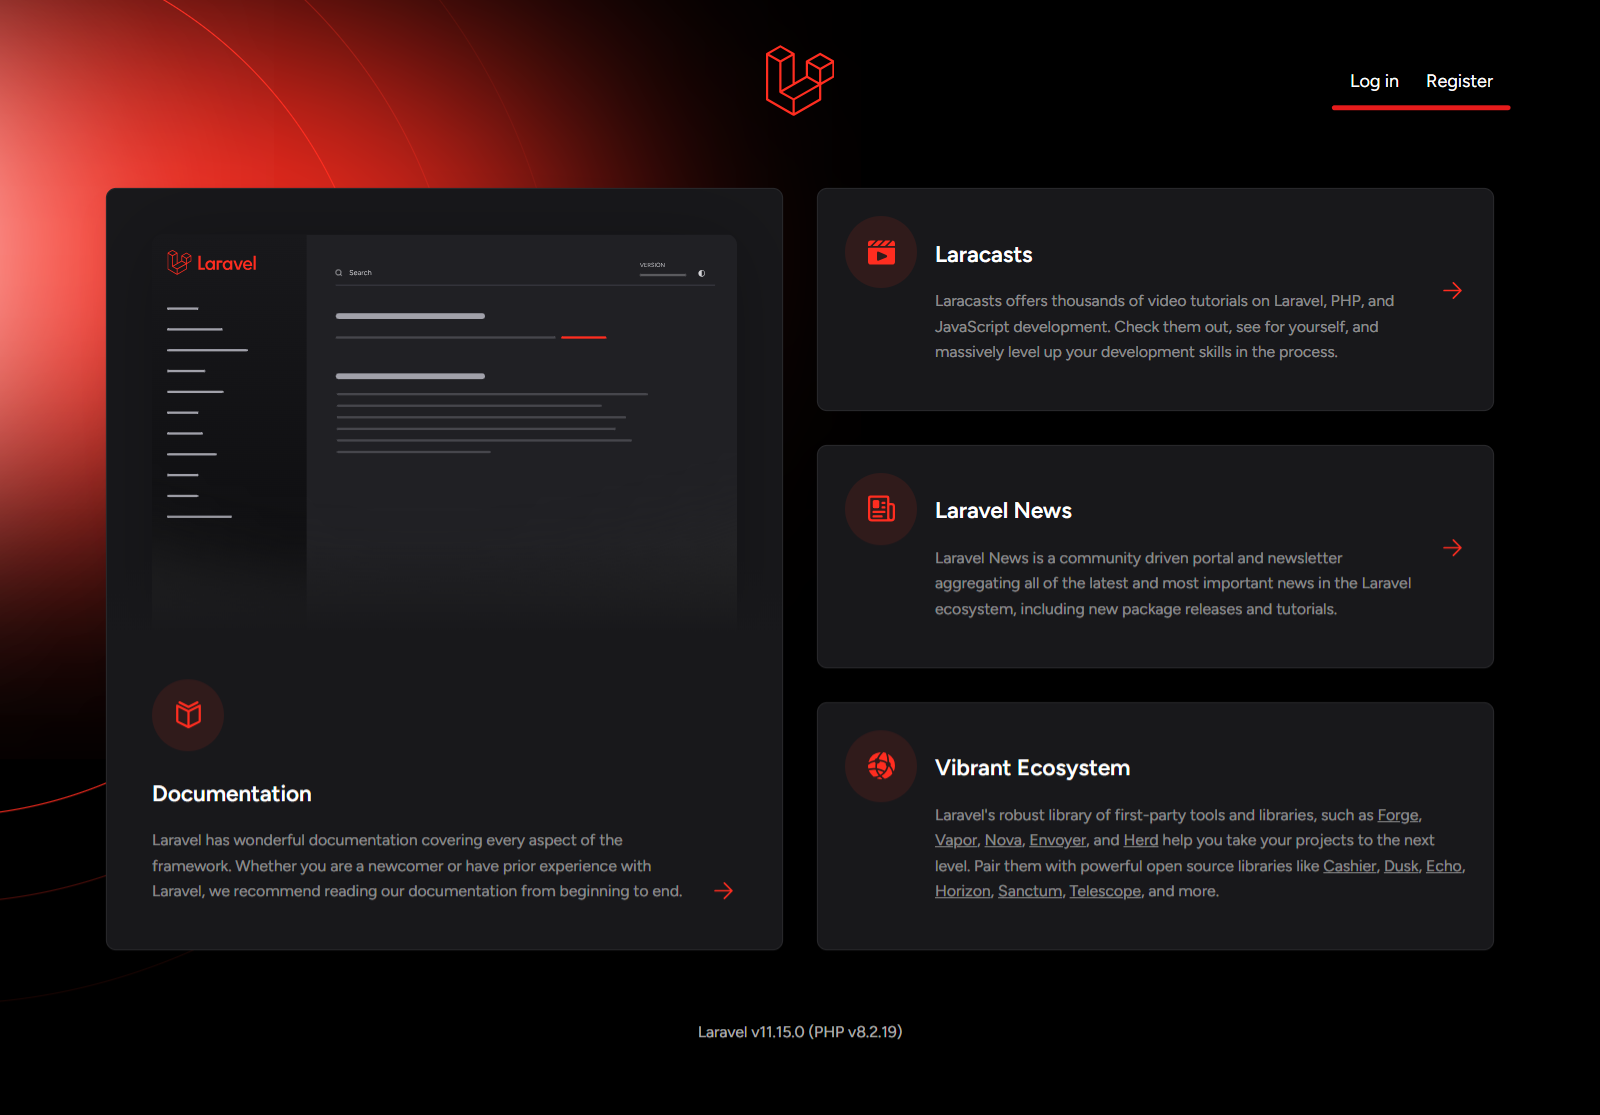 Log in Register
Laravel
Search
VERSION
Documentation
Laravel has wonderful documentation covering every aspect of the
framework. Whether you are a newcomer or have prior experience with
Laravel, we recommend reading our documentation from beginning to end.
Laracasts
Laracasts offers thousands of video tutorials on Laravel, PHP, and
JavaScript development. Check them out, see for yourself, and
massively level up your development skills in the process.
Laravel News
Laravel News is a community driven portal and newsletter
aggregating all of the latest and most important news in the Laravel
ecosystem, including new package releases and tutorials.
Vibrant Ecosystem
Laravel's robust library of first-party tools and libraries, such as Forge,
Vapor, Nova, Envoyer, and Herd help you take your projects to the next
level. Pair them with powerful open source libraries like Cashier, Dusk, Echo,
Horizon, Sanctum, Telescope, and more.
Laravel v11.15.0 (PHP v8.2.19)